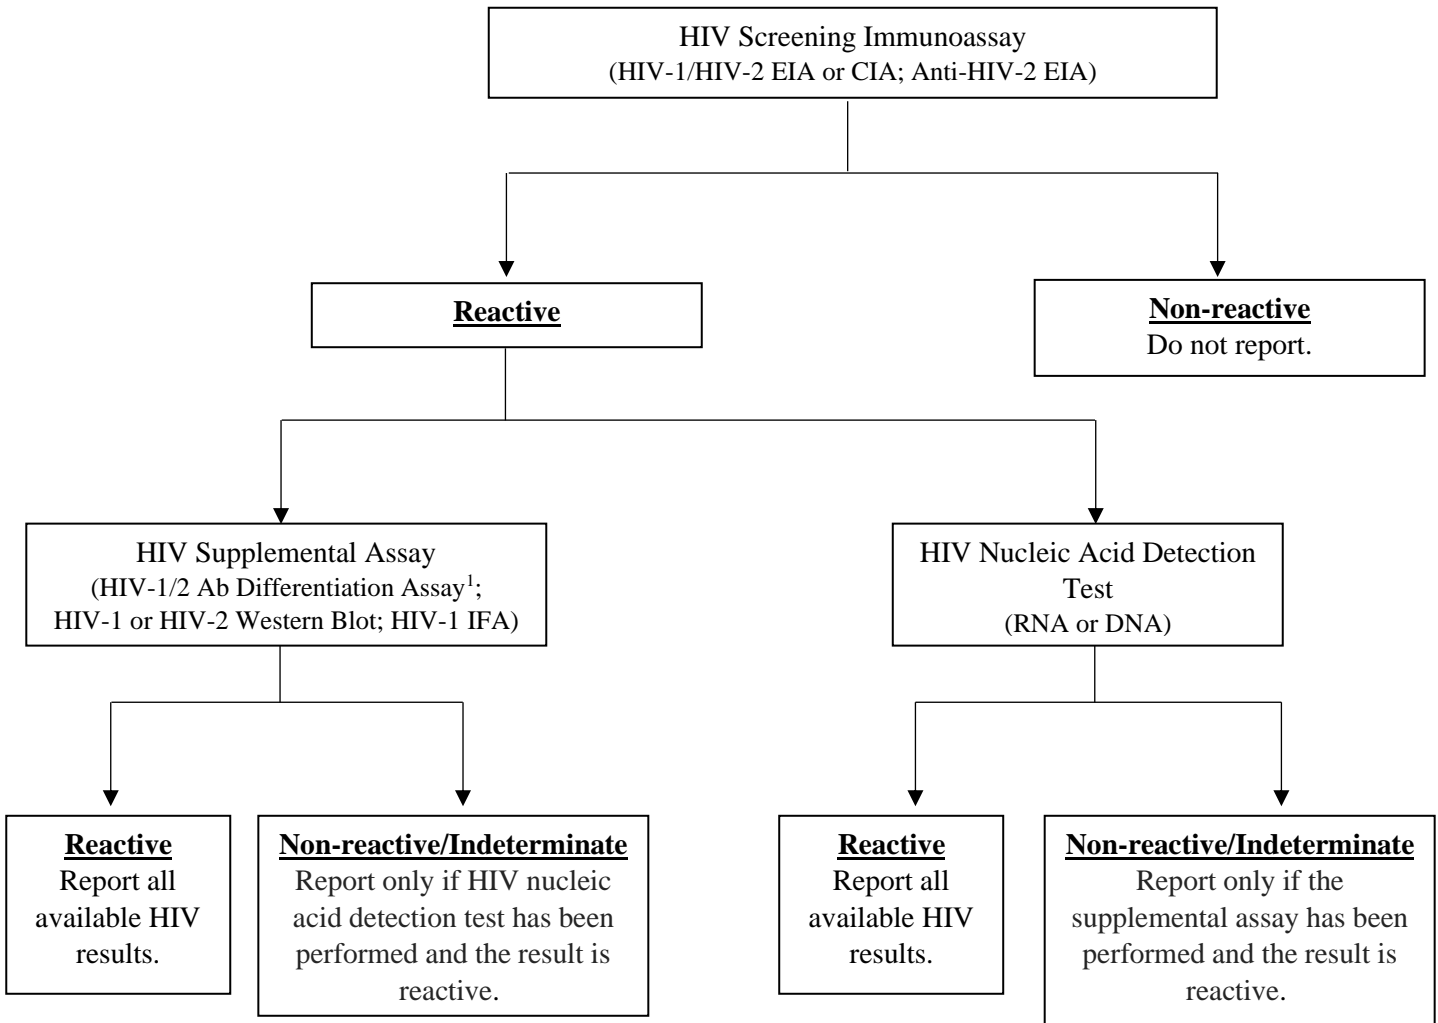 HIV Screening Immunoassay
(HIV-1/HIV-2 EIA or CIA; Anti-HIV-2 EIA)
Reactive
Non-reactive
Do not report.
HIV Supplemental Assay
(HIV-1/2 Ab Differentiation Assay¹;
HIV-1 or HIV-2 Western Blot; HIV-1 IFA)
HIV Nucleic Acid Detection
Test
(RNA or DNA)
Reactive
Report all
available HIV
results.
Non-reactive/Indeterminate
Report only if HIV nucleic
acid detection test has been
performed and the result is
reactive.
Reactive
Report all
available HIV
results.
Non-reactive/Indeterminate
Report only if the
supplemental assay has been
performed and the result is
reactive.